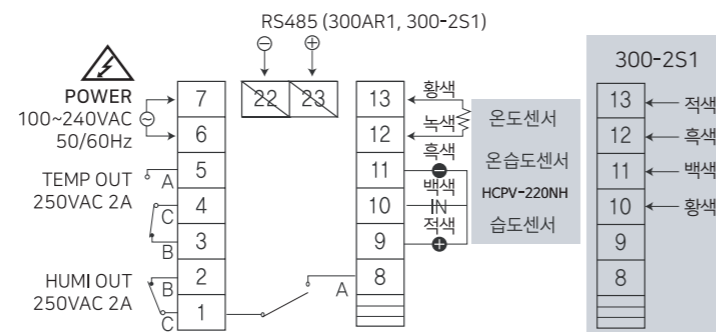 RS485 (300AR1, 300-2S1)
⊖ ⊕
22 23
POWER
100~240VAC
50/60Hz
TEMP OUT
250VAC 2A
HUMI OUT
250VAC 2A
7
6
5 A
4 C
3 B
2 B
1 C
13 황색
12 녹색
11 흑색
10 백색 IN
9 적색
8 A
온도센서
온습도센서
HCPV-220NH
습도센서
300-2S1
13 적색
12 흑색
11 백색
10 황색
9
8